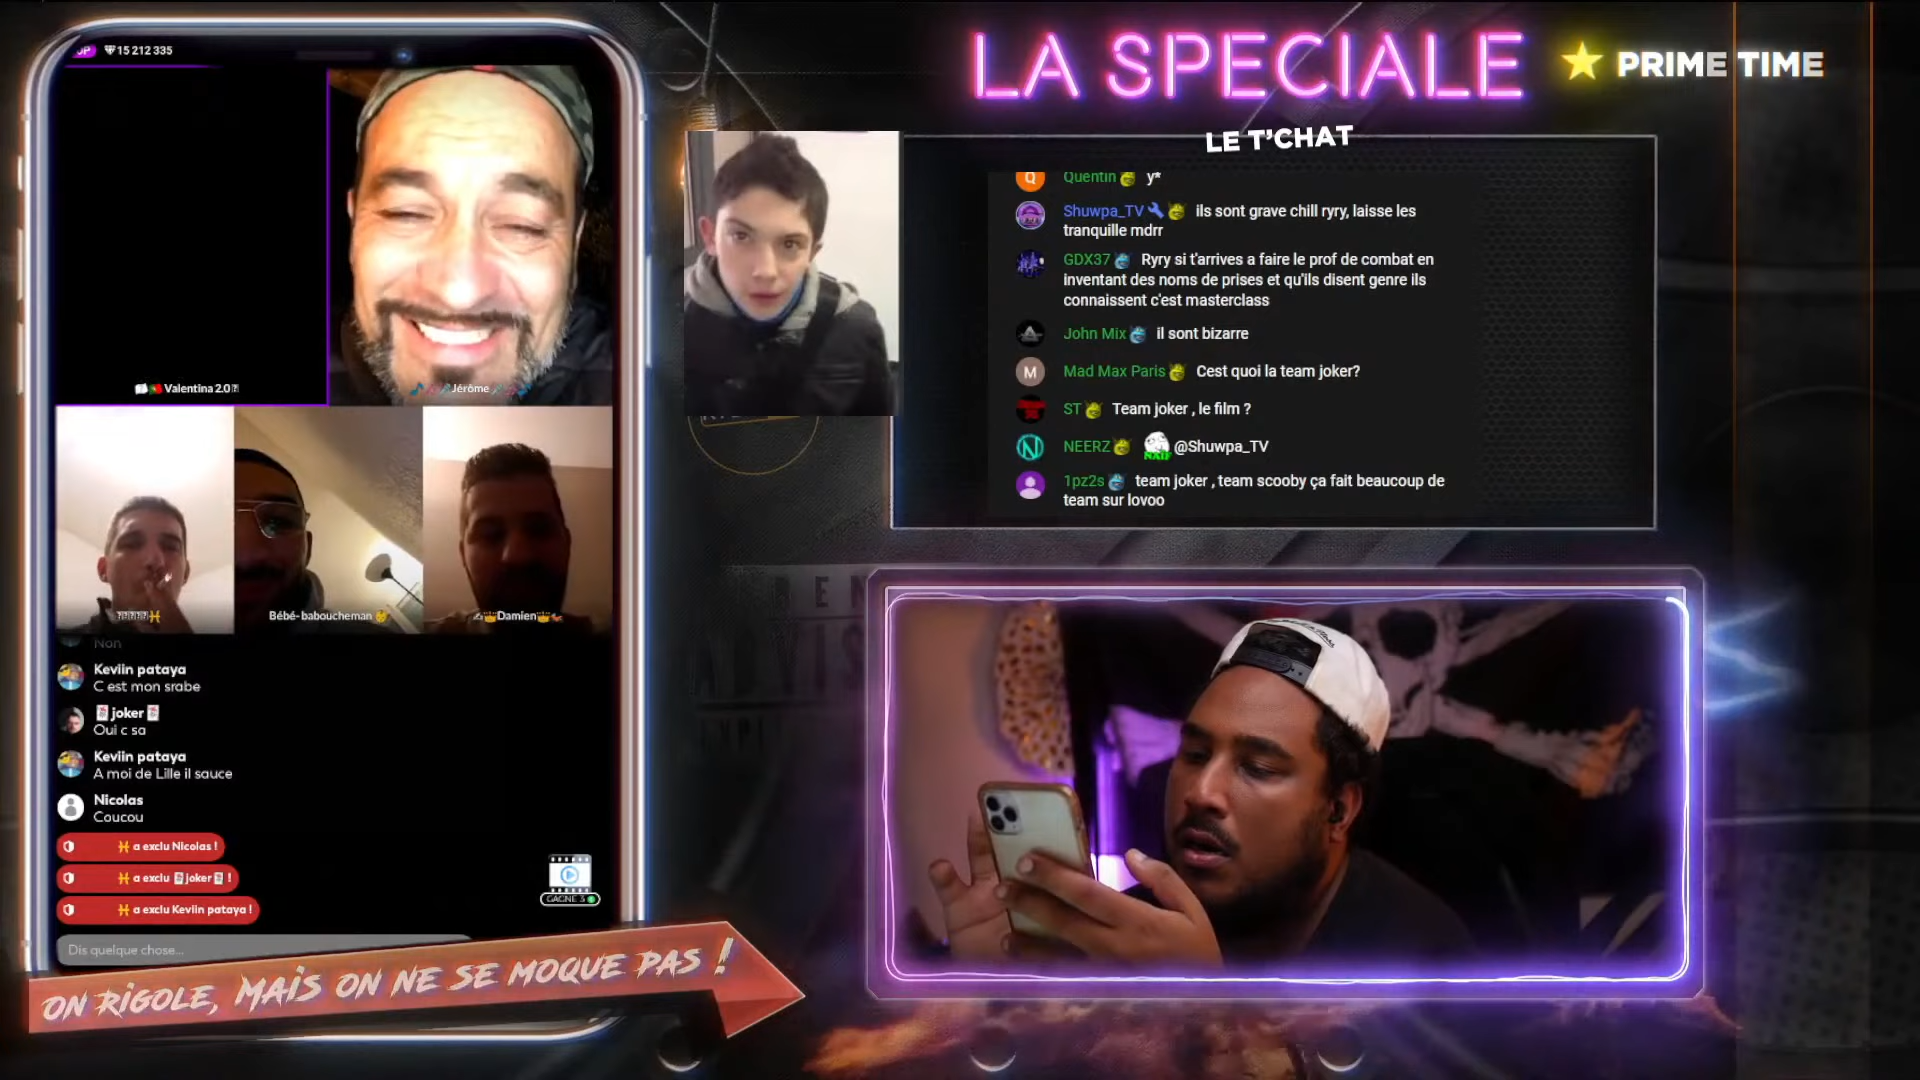 15 212 335
Valentina 2.0
Jérôme
Bébé-baboucheman
Damien
Non
Keviin pataya
C est mon srabe
joker
Oui c sa
Keviin pataya
A moi de Lille il sauce
Nicolas
Coucou
a exclu Nicolas !
a exclu joker !
a exclu Keviin pataya !
GAGNE 3
Dis quelque chose...
ON RIGOLE, MAIS ON NE SE MOQUE PAS !
LA SPECIALE
PRIME TIME
LE T'CHAT
Q
Quentin y*
Shuwpa_TV ils sont grave chill ryry, laisse les
tranquille mdrr
GDX37 Ryry si t'arrives a faire le prof de combat en
inventant des noms de prises et qu'ils disent genre ils
connaissent c'est masterclass
John Mix il sont bizarre
M
Mad Max Paris Cest quoi la team joker?
ST Team joker , le film ?
N
NEERZ @Shuwpa_TV
1pz2s team joker , team scooby ça fait beaucoup de
team sur lovoo